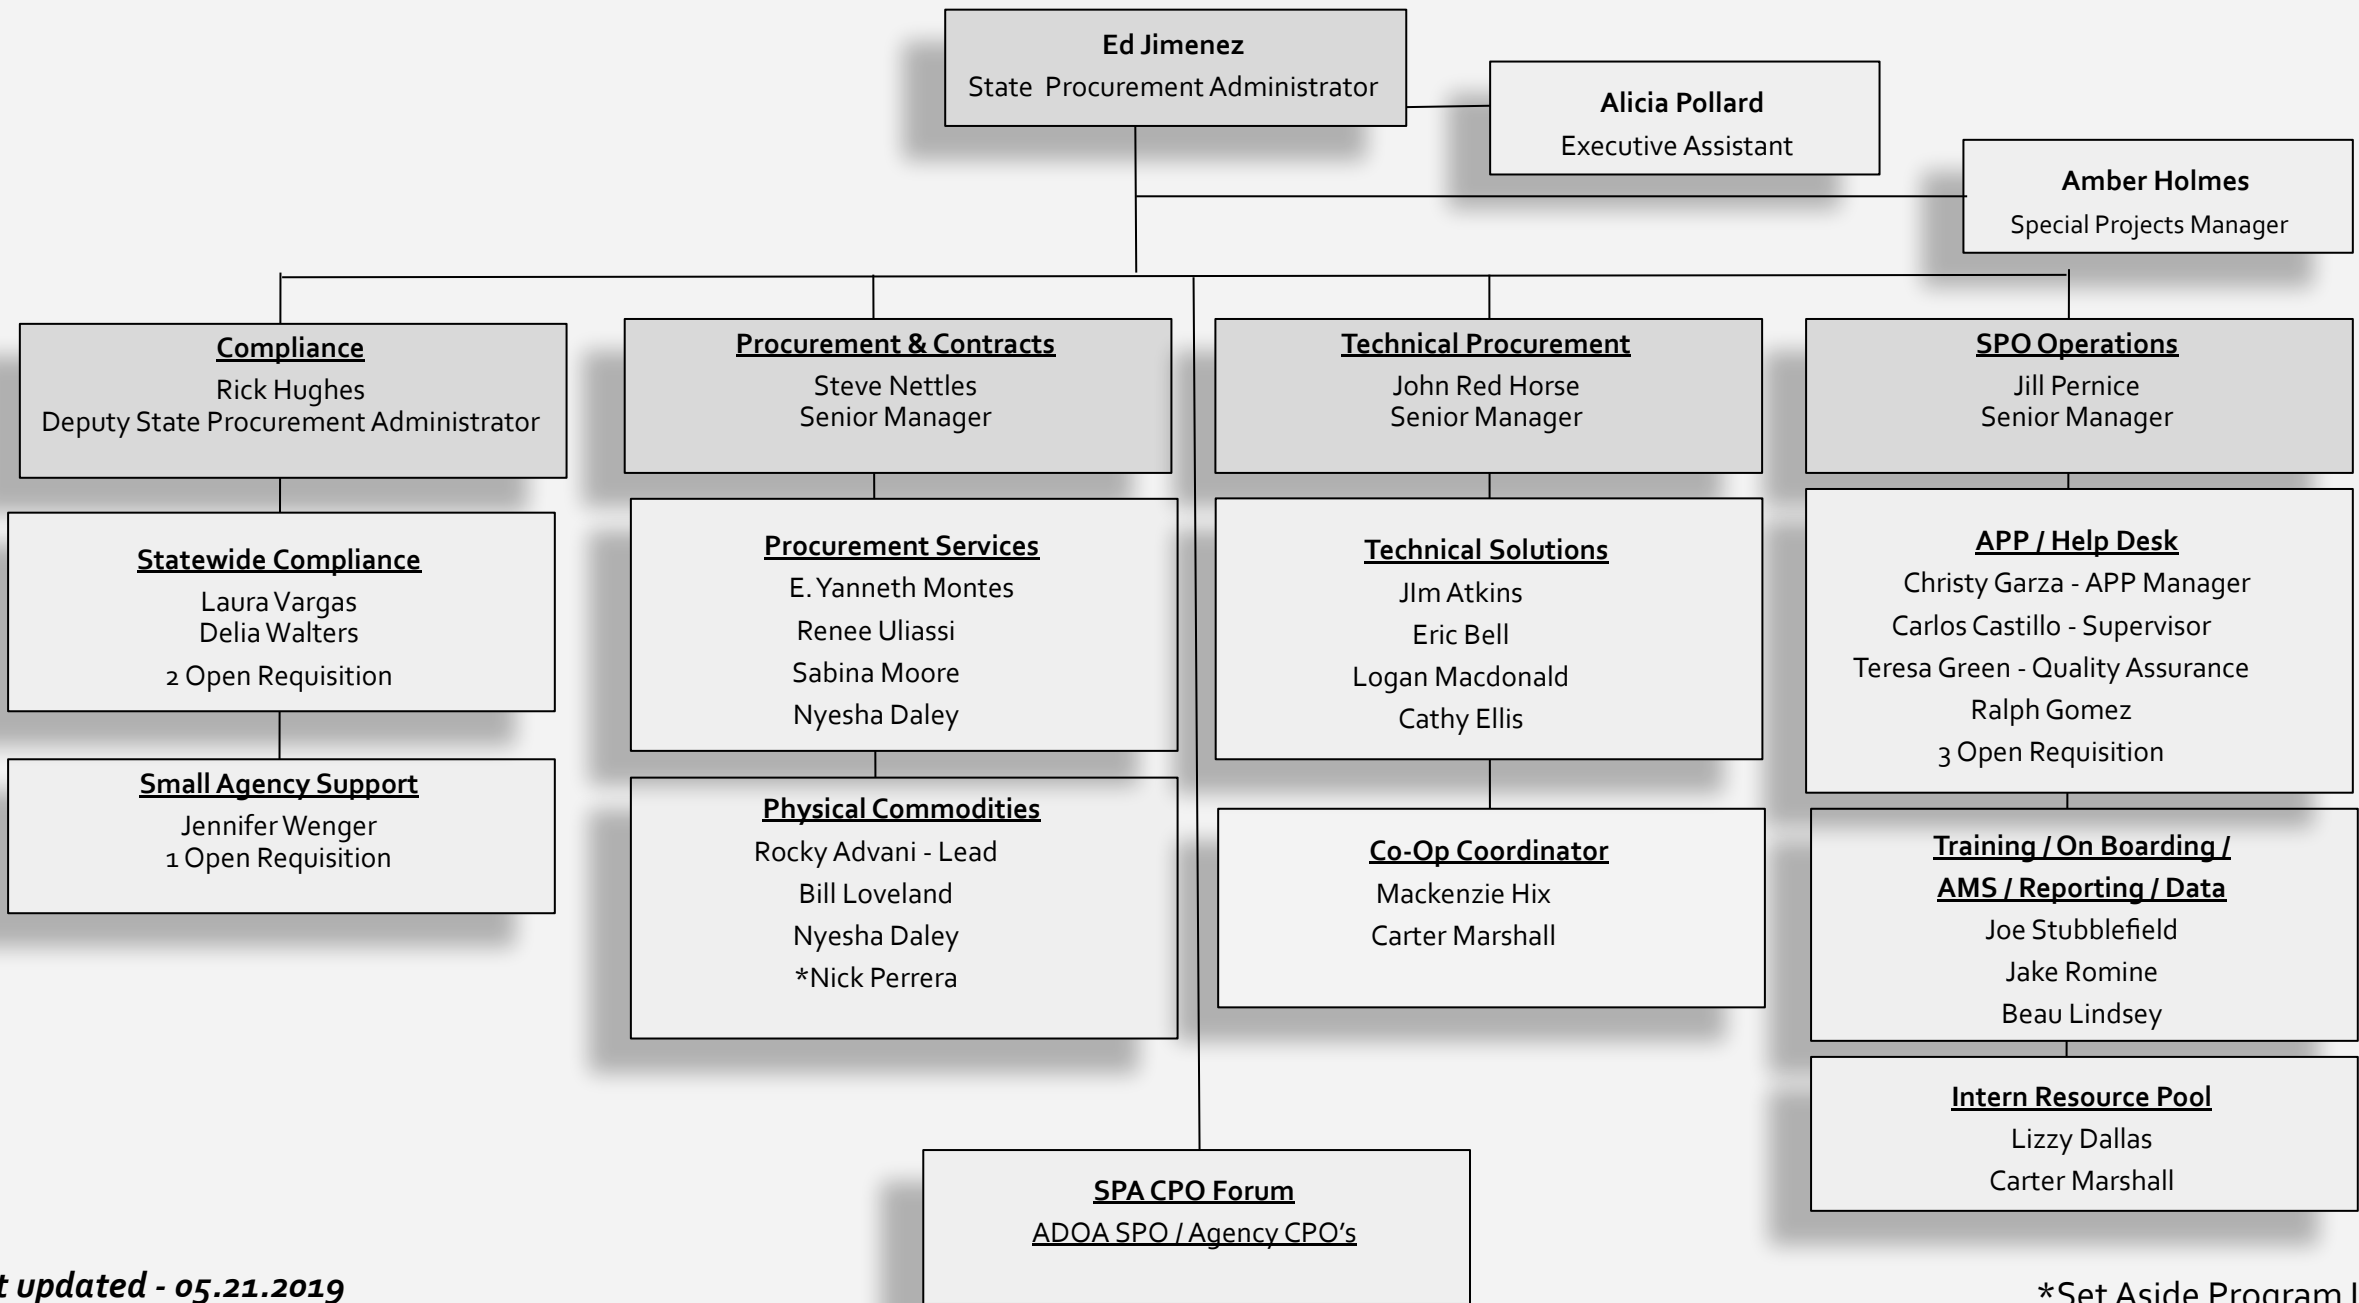 Ed Jimenez
State Procurement Administrator
Alicia Pollard
Executive Assistant
Amber Holmes
Special Projects Manager
Compliance
Rick Hughes
Deputy State Procurement Administrator
Statewide Compliance
Laura Vargas
Delia Walters
2 Open Requisition
Small Agency Support
Jennifer Wenger
1 Open Requisition
Procurement & Contracts
Steve Nettles
Senior Manager
Procurement Services
E. Yanneth Montes
Renee Uliassi
Sabina Moore
Nyesha Daley
Physical Commodities
Rocky Advani - Lead
Bill Loveland
Nyesha Daley
*Nick Perrera
Technical Procurement
John Red Horse
Senior Manager
Technical Solutions
JIm Atkins
Eric Bell
Logan Macdonald
Cathy Ellis
Co-Op Coordinator
Mackenzie Hix
Carter Marshall
SPO Operations
Jill Pernice
Senior Manager
APP / Help Desk
Christy Garza - APP Manager
Carlos Castillo - Supervisor
Teresa Green - Quality Assurance
Ralph Gomez
3 Open Requisition
Training / On Boarding /
AMS / Reporting / Data
Joe Stubblefield
Jake Romine
Beau Lindsey
Intern Resource Pool
Lizzy Dallas
Carter Marshall
SPA CPO Forum
ADOA SPO / Agency CPO’s
updated - 05.21.2019
*Set Aside Program